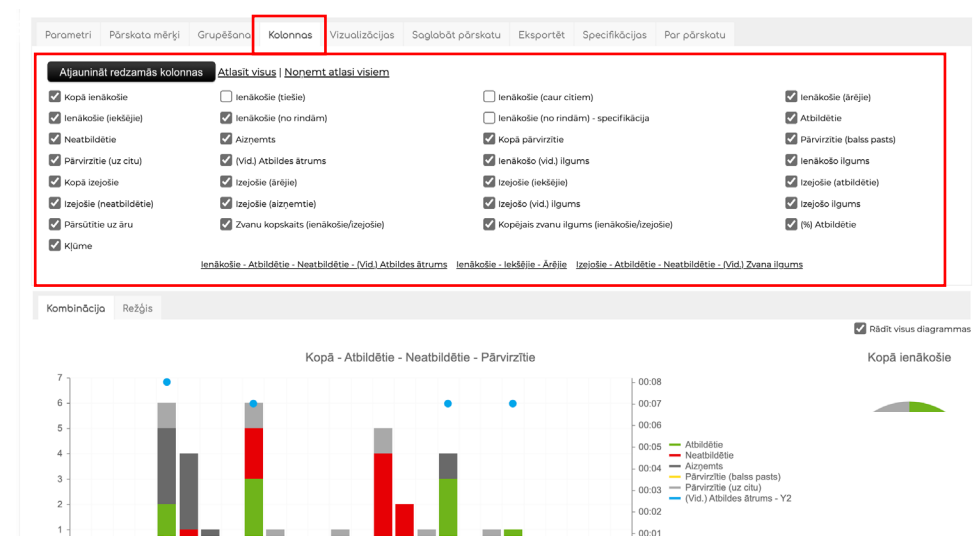 Parametri Pārskata mērķi Grupēšana Kolonnas Vizualizācijas Saglabāt pārskatu Eksportēt Specifikācijas Par pārskatu
Atjaunināt redzamās kolonnas Atlasīt visus | Noņemt atlasi visiem
Kopā ienākošie Ienākošie (tiešie) Ienākošie (caur citiem) Ienākošie (ārējie)
Ienākošie (iekšējie) Ienākošie (no rindām) Ienākošie (no rindām) - specifikācija Atbildētie
Neatbildētie Aizņemts Kopā pārvirzītie Pārvirzītie (balss pasts)
Pārvirzītie (uz citu) (Vid.) Atbildes ātrums Ienākošo (vid.) ilgums Ienākošo ilgums
Kopā izejošie Izejošie (ārējie) Izejošie (iekšējie) Izejošie (atbildētie)
Izejošie (neatbildētie) Izejošie (aizņemtie) Izejošo (vid.) ilgums Izejošo ilgums
Pārsūtītie uz āru Zvanu kopskaits (ienākošie/izejošie) Kopējais zvanu ilgums (ienākošie/izejošie) (%) Atbildētie
Kļūme
Ienākošie - Atbildētie - Neatbildētie - (Vid.) Atbildes ātrums Ienākošie - Iekšējie - Ārējie Izejošie - Atbildētie - Neatbildētie - (Vid.) Zvana ilgums
Kombinācija Režģis
Rādīt visus diagrammas
Kopā - Atbildētie - Neatbildētie - Pārvirzītie Kopā ienākošie
7 00:08
6 00:07
5 00:06
4 00:05 Atbildētie
Neatbildētie
3 00:04 Aizņemts
Pārvirzītie (balss pasts)
2 00:03 Pārvirzītie (uz citu)
(Vid.) Atbildes ātrums - Y2
00:02
1 00:01